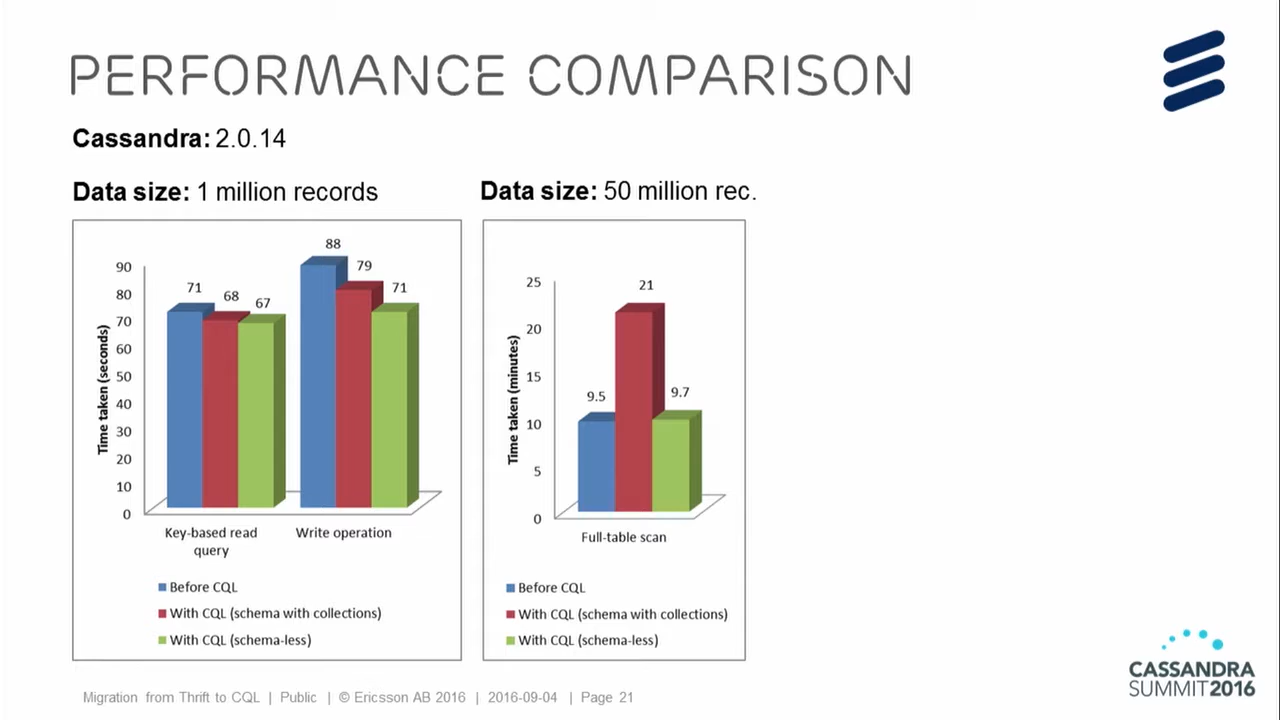 PERFORMANCE COMPARISON
Cassandra: 2.0.14
Data size: 1 million records
88
79
71
68
67
71
90
80
70
60
50
40
30
20
10
0
Time taken (seconds)
Key-based read
query
Write operation
Before CQL
With CQL (schema with collections)
With CQL (schema-less)
Data size: 50 million rec.
21
9.5
9.7
25
20
15
10
5
0
Time taken (minutes)
Full-table scan
Before CQL
With CQL (schema with collections)
With CQL (schema-less)
CASSANDRA
SUMMIT2016
Migration from Thrift to CQL | Public | © Ericsson AB 2016 | 2016-09-04 | Page 21